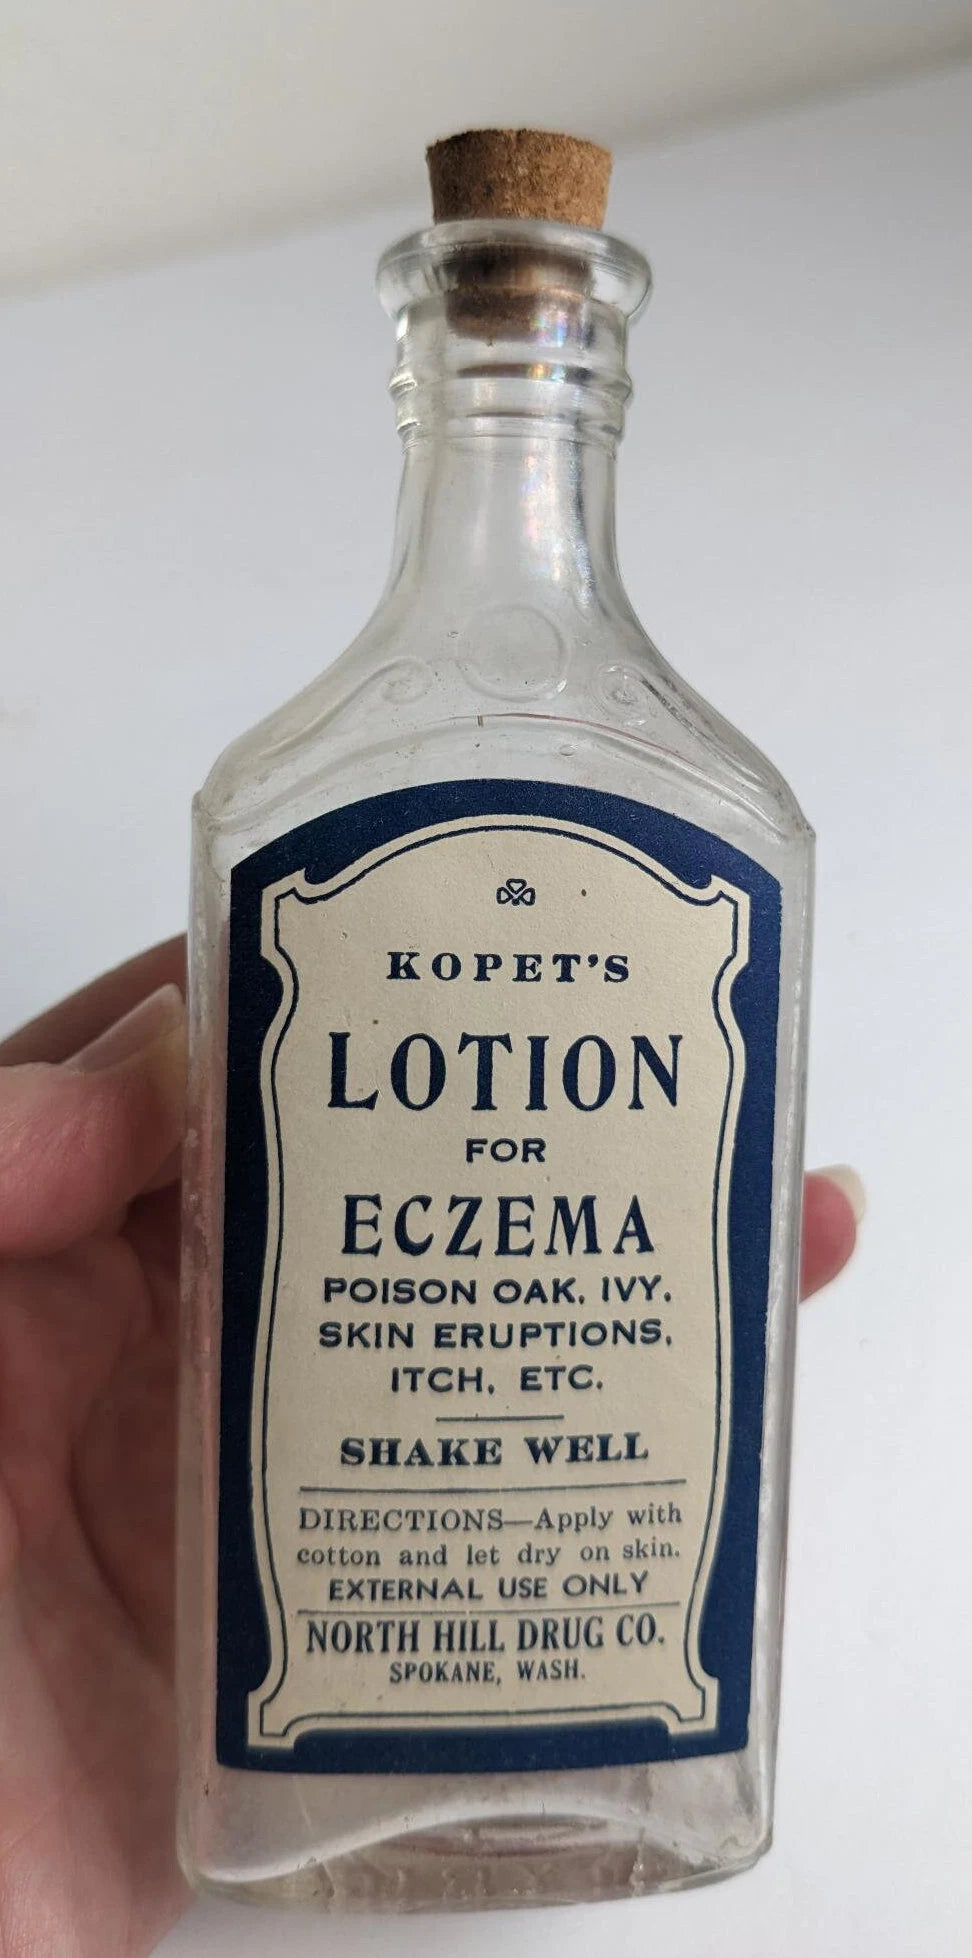 KOPET'S
LOTION
FOR
ECZEMA
POISON OAK, IVY,
SKIN ERUPTIONS,
ITCH, ETC.
SHAKE WELL
DIRECTIONS—Apply with
cotton and let dry on skin.
EXTERNAL USE ONLY
NORTH HILL DRUG CO.
SPOKANE, WASH.